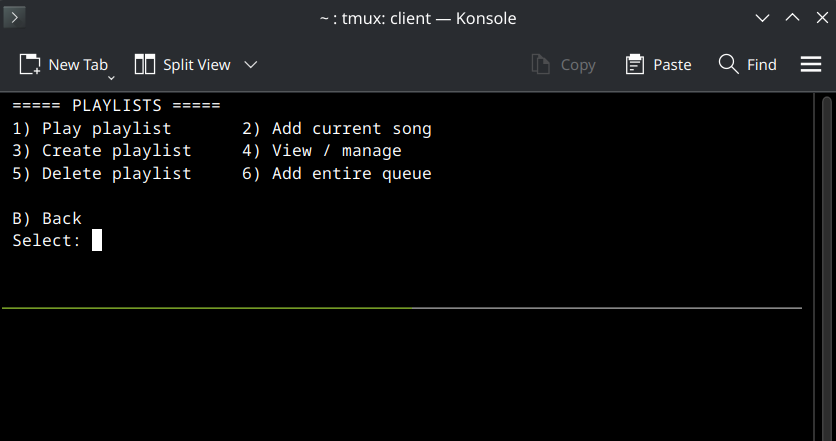 ~ : tmux: client — Konsole
New Tab Split View Copy Paste Find
===== PLAYLISTS =====
1) Play playlist 2) Add current song
3) Create playlist 4) View / manage
5) Delete playlist 6) Add entire queue
B) Back
Select: